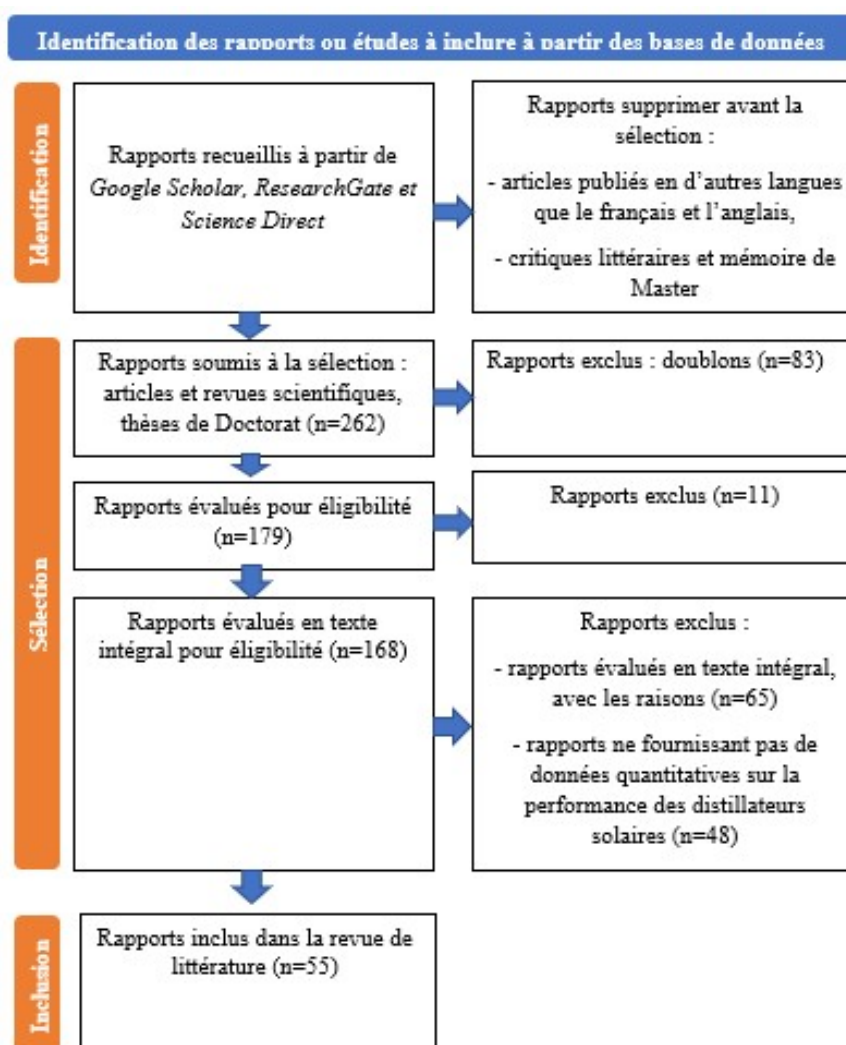 Identification des rapports ou études à inclure à partir des bases de données
Identification
Rapports recueillis à partir de
Google Scholar, ResearchGate et
Science Direct
Rapports supprimer avant la
sélection :
- articles publiés en d’autres langues
que le français et l’anglais,
- critiques littéraires et mémoire de
Master
Sélection
Rapports soumis à la sélection :
articles et revues scientifiques,
thèses de Doctorat (n=262)
Rapports exclus : doublons (n=83)
Rapports évalués pour éligibilité
(n=179)
Rapports exclus (n=11)
Rapports évalués en texte
intégral pour éligibilité (n=168)
Rapports exclus :
- rapports évalués en texte intégral,
avec les raisons (n=65)
- rapports ne fournissant pas de
données quantitatives sur la
performance des distillateurs
solaires (n=48)
Inclusion
Rapports inclus dans la revue de
littérature (n=55)